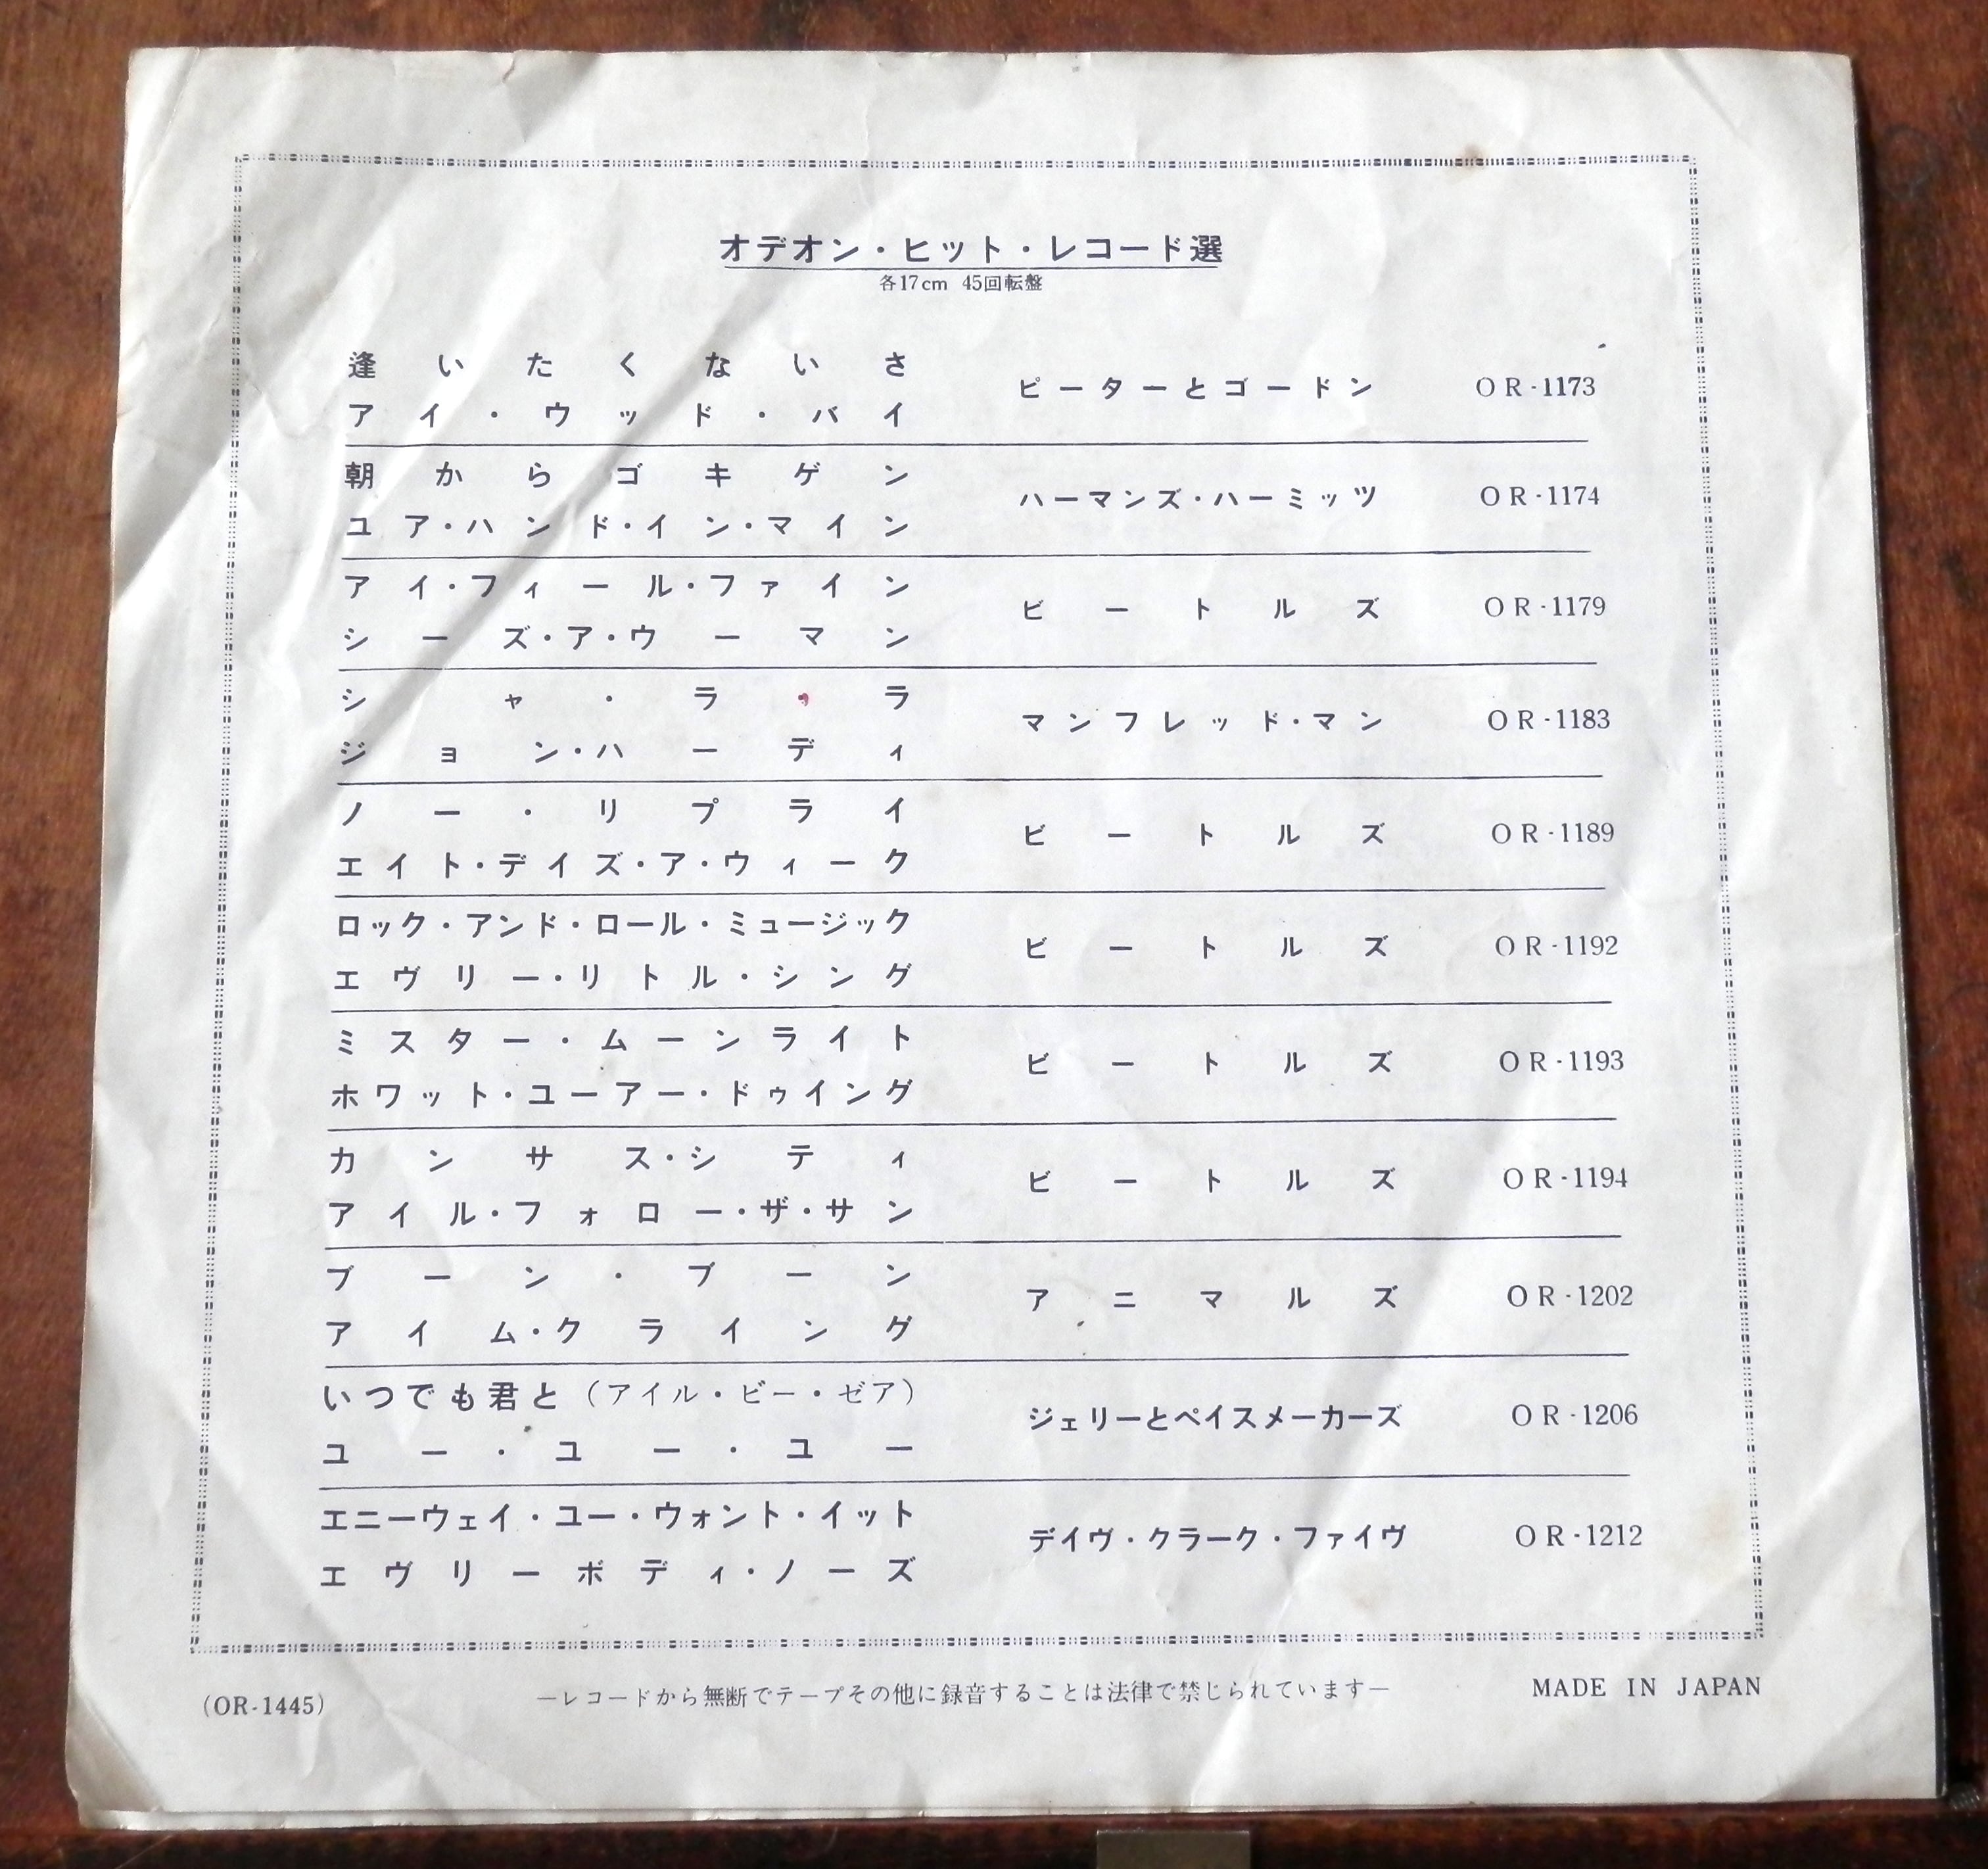 オデオン・ヒット・レコード選
各17cm 45回転盤
逢いたくないさ
アイ・ウッド・バイ
ピーターとゴードン OR-1173
朝からゴキゲン
ユア・ハンド・イン・マイン
ハーマンズ・ハーミッツ OR-1174
アイ・フィール・ファイン
シーズ・ア・ウーマン
ビートルズ OR-1179
シャ・ラ・ラ
ジョン・ハーディ
マンフレッド・マン OR-1183
ノー・リプライ
エイト・デイズ・ア・ウィーク
ビートルズ OR-1189
ロック・アンド・ロール・ミュージック
エヴリー・リトル・シング
ビートルズ OR-1192
ミスター・ムーンライト
ホワット・ユーアー・ドゥイング
ビートルズ OR-1193
カンサス・シティ
アイル・フォロー・ザ・サン
ビートルズ OR-1194
ブーン・ブーン
アイム・クライング
アニマルズ OR-1202
いつでも君と（アイル・ビー・ゼア）
ユー・ユー・ユー
ジェリーとペイスメーカーズ OR-1206
エニーウェイ・ユー・ウォント・イット
エヴリーボディ・ノーズ
デイヴ・クラーク・ファイヴ OR-1212
(OR-1445)
—レコードから無断でテープその他に録音することは法律で禁じられています—
MADE IN JAPAN